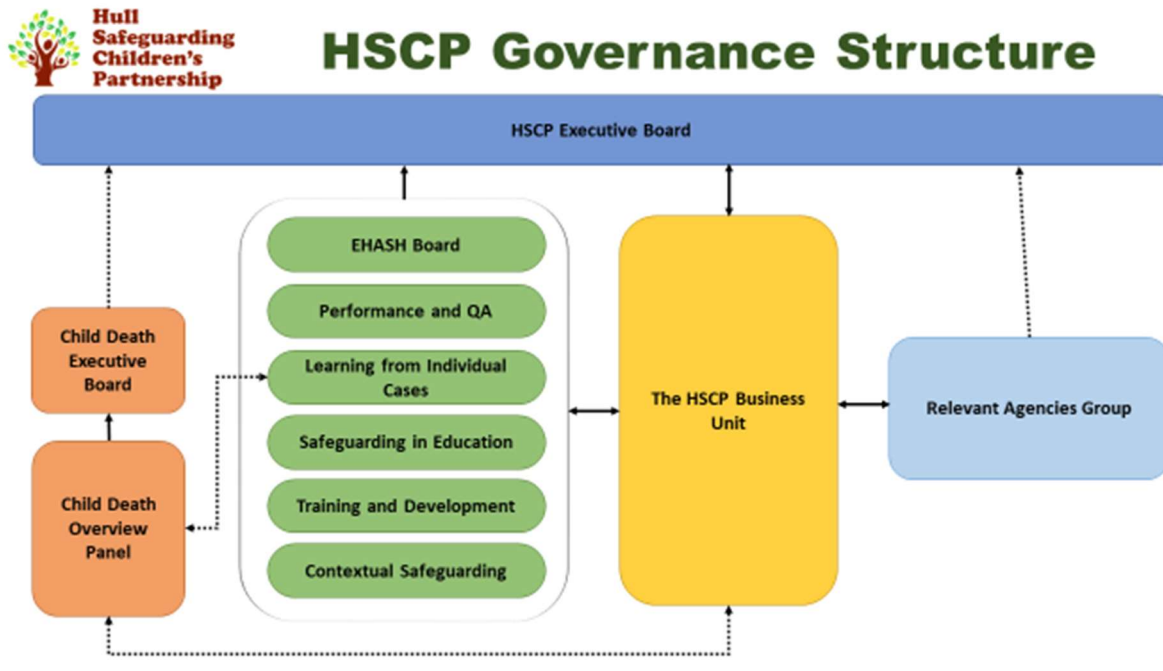 Hull
Safeguarding
Children's
Partnership
HSCP Governance Structure
HSCP Executive Board
EHASH Board
Performance and QA
Learning from Individual
Cases
Safeguarding in Education
Training and Development
Contextual Safeguarding
Child Death
Executive
Board
Child Death
Overview
Panel
The HSCP Business
Unit
Relevant Agencies Group